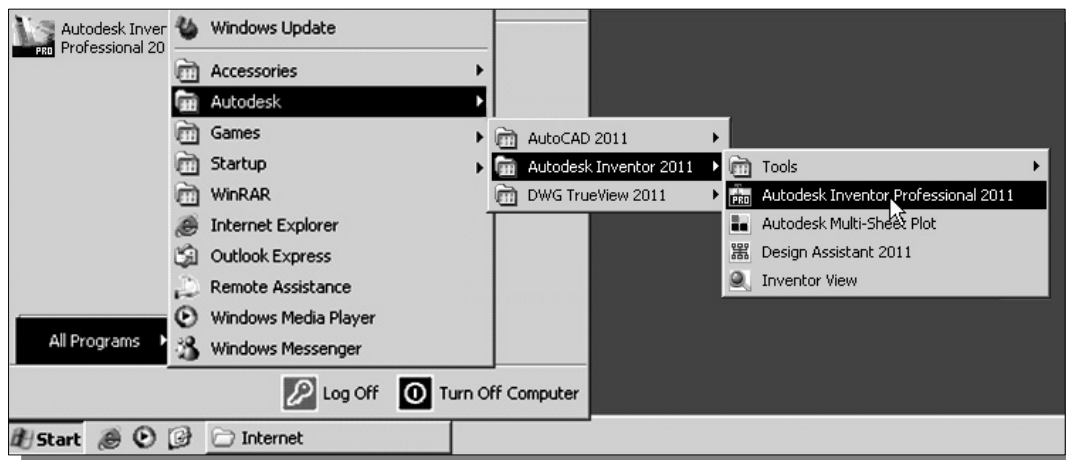 Autodesk Inver
Professional 20
PRO
Windows Update
Accessories
Autodesk
Games
Startup
WinRAR
Internet Explorer
Outlook Express
Remote Assistance
Windows Media Player
Windows Messenger
AutoCAD 2011
Autodesk Inventor 2011
DWG TrueView 2011
Tools
PRO
Autodesk Inventor Professional 2011
Autodesk Multi-Sheet Plot
Design Assistant 2011
Inventor View
All Programs
Log Off
Turn Off Computer
Start
Internet